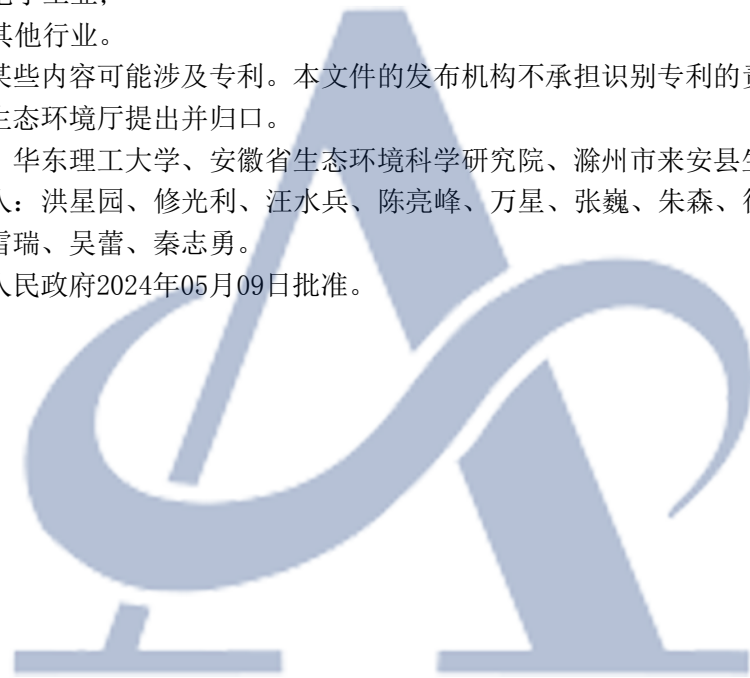 电子工业；
其他行业。
某些内容可能涉及专利。本文件的发布机构不承担识别专利的
生态环境厅提出并归口。
华东理工大学、安徽省生态环境科学研究院、滁州市来安县
人：洪星园、修光利、汪水兵、陈亮峰、万星、张巍、朱森、
雷瑞、吴蕾、秦志勇。
人民政府2024年05月09日批准。